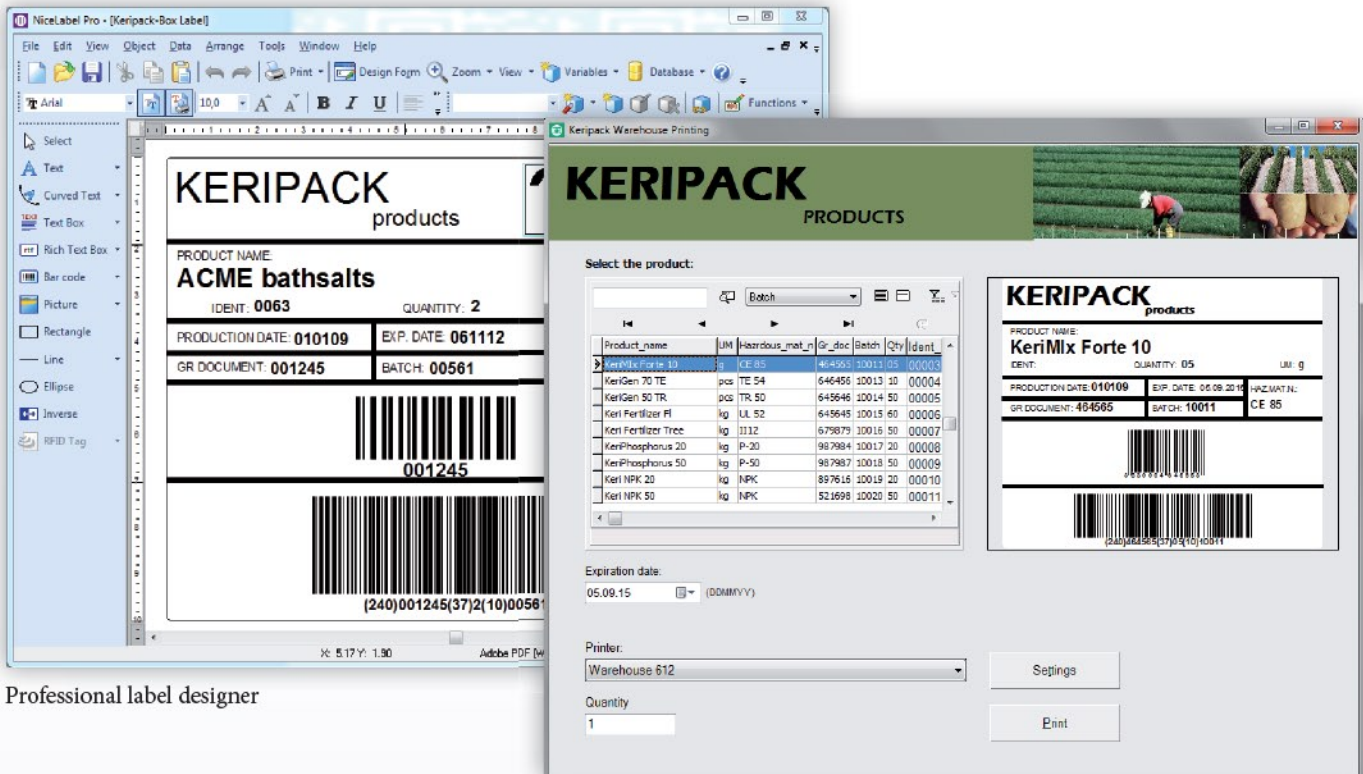 NiceLabel Pro - [Keripack-Box Label]
File Edit View Object Data Arrange Tools Window Help
Print Design Form Zoom View Variables Database
Arial 10,0 B I U Functions
Select
Text
Curved Text
Text Box
Rich Text Box
Bar code
Picture
Rectangle
Line
Ellipse
Inverse
RFID Tag
KERIPACK
products
PRODUCT NAME:
ACME bathsalts
IDENT: 0063 QUANTITY: 2
PRODUCTION DATE: 010109 EXP. DATE: 061112
GR DOCUMENT: 001245 BATCH: 00561
001245
(240)001245(37)2(10)00561
X: 5.17 Y: 1.90 Adobe PDF
Professional label designer
Keripack Warehouse Printing
KERIPACK
PRODUCTS
Select the product:
Batch
Product_name UM Hazrdous_mat_n Gr_doc Batch Qty Ident_
KeriMIx Forte 10 g CE 85 464565 10011 05 00003
KeriGen 70 TE pcs TE 54 646456 10013 10 00004
KeriGen 50 TR pcs TR 50 645646 10014 50 00005
Keri Fertilizer Fl kg UL 52 645645 10015 60 00006
Keri Fertilizer Tree kg II12 679879 10016 50 00007
KeriPhosphorus 20 kg P-20 987984 10017 20 00008
KeriPhosphorus 50 kg P-50 987987 10018 50 00009
Keri NPK 20 kg NPK 897616 10019 20 00010
Keri NPK 50 kg NPK 521698 10020 50 00011
KERIPACK
products
PRODUCT NAME:
KeriMIx Forte 10
IDENT: QUANTITY: 05 UM: g
PRODUCTION DATE: 010109 EXP. DATE: 05.09.2015 HAZ.MAT.N.:
GR DOCUMENT: 464565 BATCH: 10011 CE 85
(240)464565(37)05(10)10011
Expiration date:
05.09.15 (DDMMYY)
Printer:
Warehouse 612
Settings
Quantity
1
Print